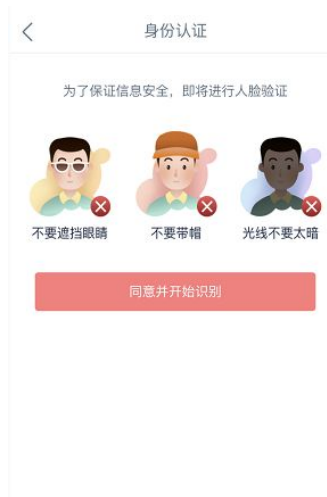 身份认证
为了保证信息安全，即将进行人脸验证
不要遮挡眼睛
不要带帽
光线不要太暗
同意并开始识别